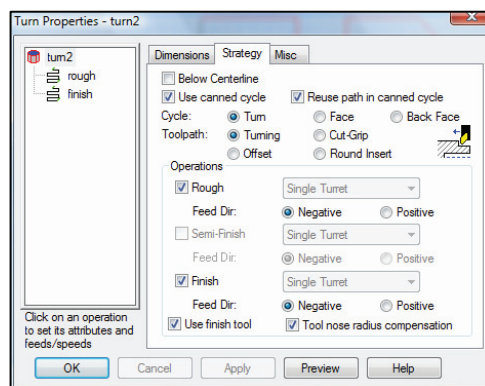 Turn Properties - turn2
turn2
rough
finish
Click on an operation
to set its attributes and
feeds/speeds
Dimensions Strategy Misc
Below Centerline
Use canned cycle Reuse path in canned cycle
Cycle: Turn Face Back Face
Toolpath: Turning Cut-Grip
Offset Round Insert
Operations
Rough Single Turret
Feed Dir: Negative Positive
Semi-Finish Single Turret
Feed Dir: Negative Positive
Finish Single Turret
Feed Dir: Negative Positive
Use finish tool Tool nose radius compensation
OK Cancel Apply Preview Help